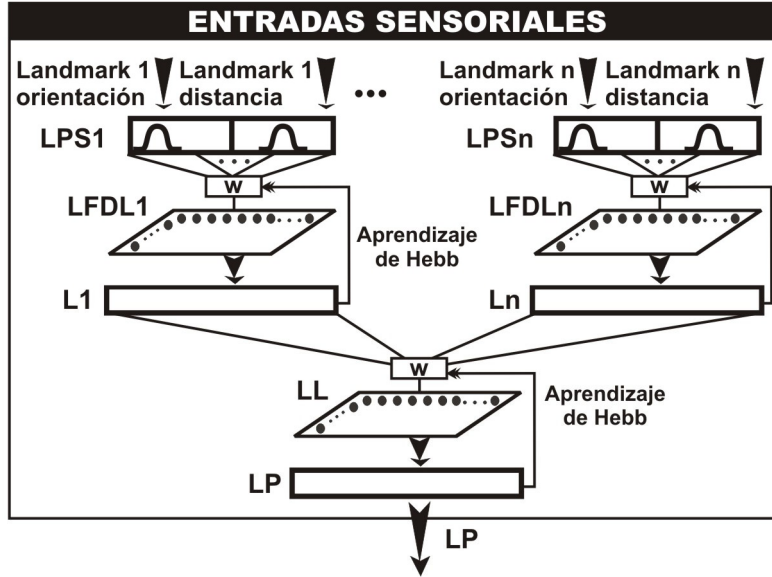 ENTRADAS SENSORIALES
Landmark 1 orientación
Landmark 1 distancia
...
Landmark n orientación
Landmark n distancia
LPS1
LPSn
...
...
W
W
LFDL1
LFDLn
Aprendizaje de Hebb
L1
Ln
W
LL
Aprendizaje de Hebb
LP
LP